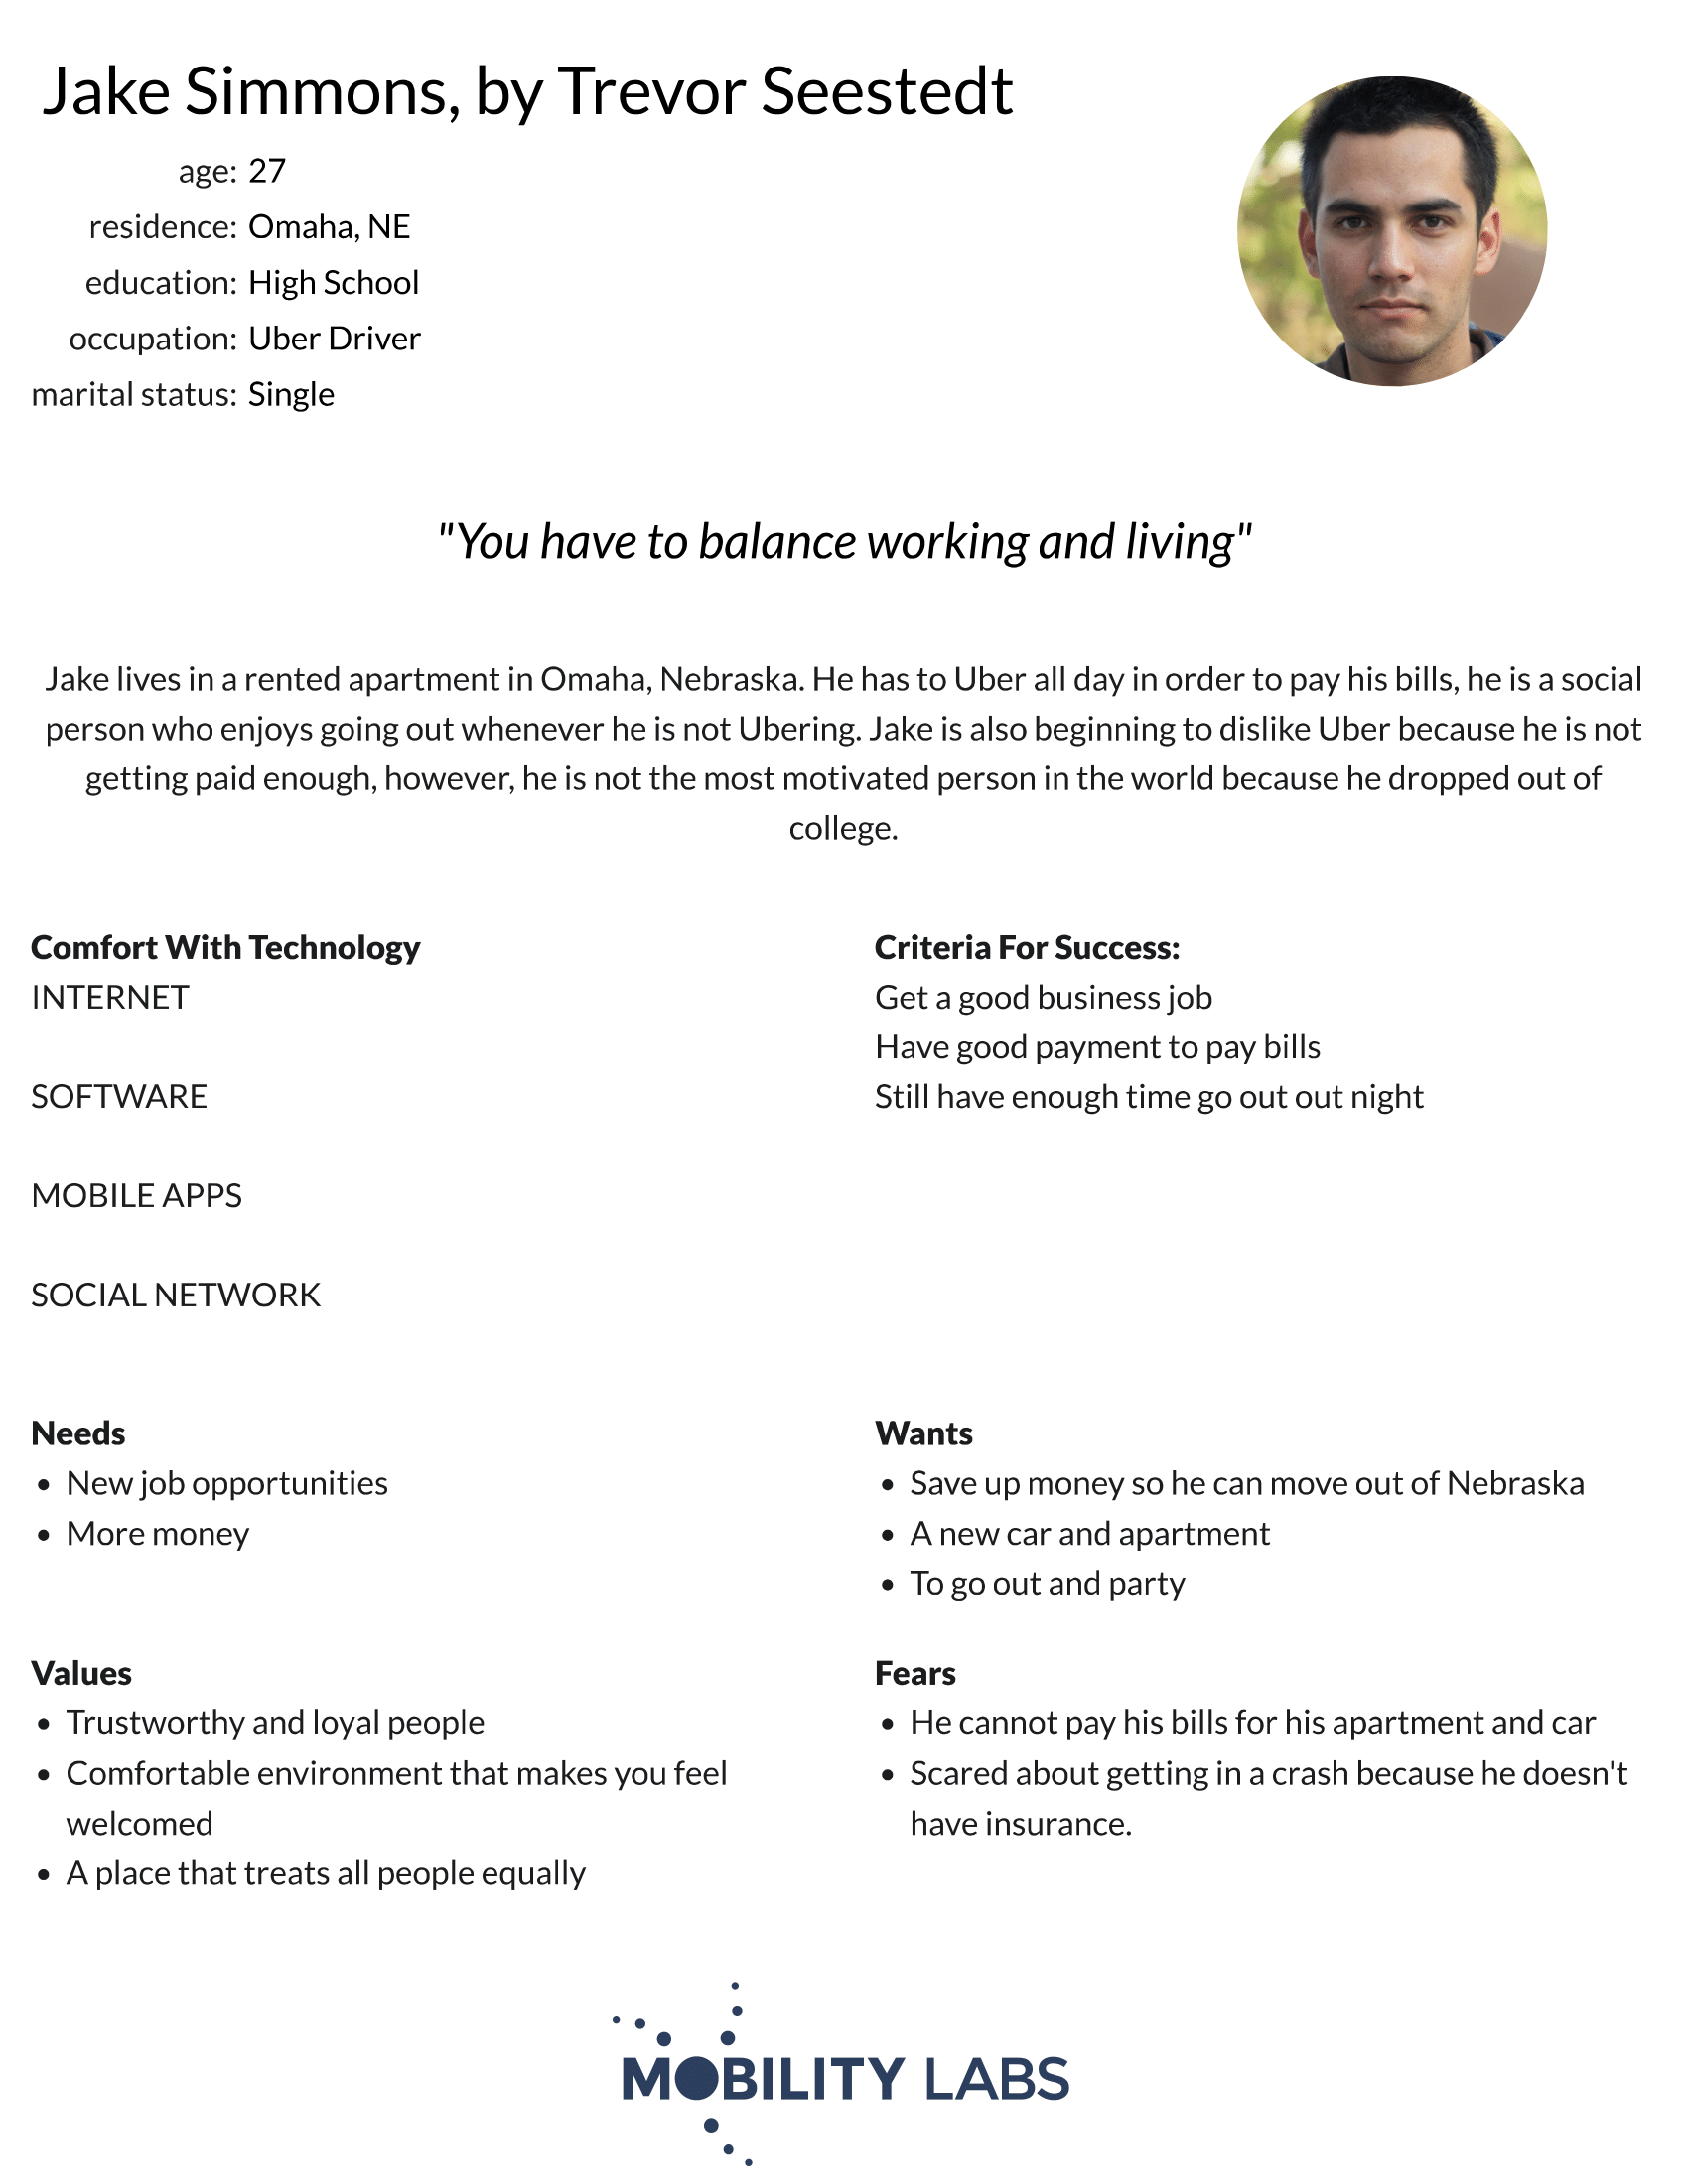 Jake Simmons, by Trevor Seestedt
age: 27
residence: Omaha, NE
education: High School
occupation: Uber Driver
marital status: Single
"You have to balance working and living"
Jake lives in a rented apartment in Omaha, Nebraska. He has to Uber all day in order to pay his bills, he is a social
person who enjoys going out whenever he is not Ubering. Jake is also beginning to dislike Uber because he is not
getting paid enough, however, he is not the most motivated person in the world because he dropped out of
college.
Comfort With Technology
INTERNET
SOFTWARE
MOBILE APPS
SOCIAL NETWORK
Criteria For Success:
Get a good business job
Have good payment to pay bills
Still have enough time go out out night
Needs
• New job opportunities
• More money
Wants
• Save up money so he can move out of Nebraska
• A new car and apartment
• To go out and party
Values
• Trustworthy and loyal people
• Comfortable environment that makes you feel
welcomed
• A place that treats all people equally
Fears
• He cannot pay his bills for his apartment and car
• Scared about getting in a crash because he doesn't
have insurance.
MOBILITY LABS